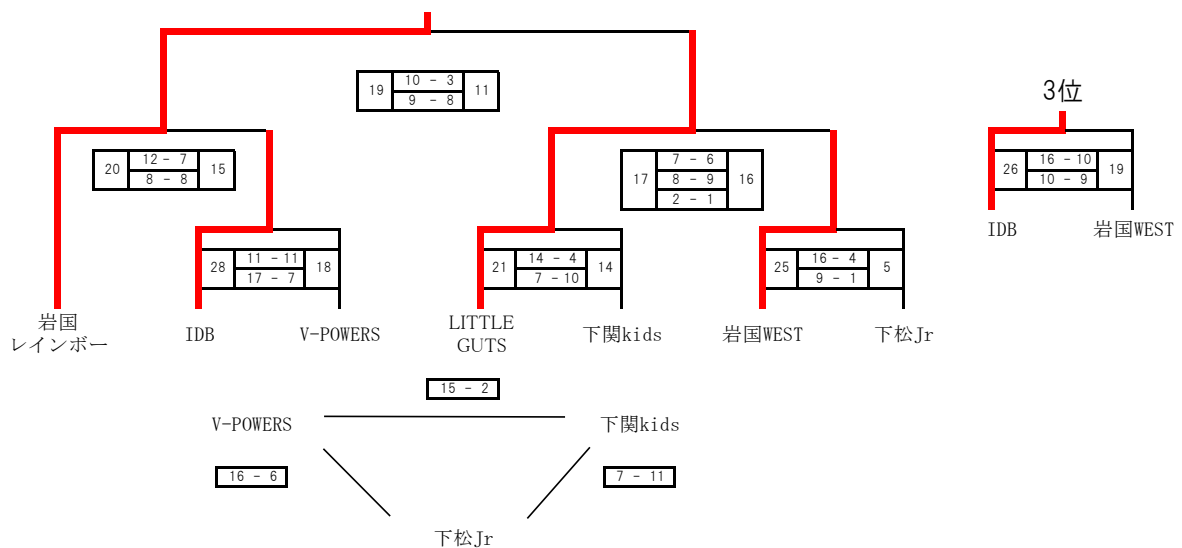 10 - 3
19 11
9 - 8
3位
12 - 7
20 15
8 - 8
7 - 6
17 8 - 9 16
2 - 1
16 - 10
26 19
10 - 9
IDB 岩国WEST
11 - 11
28 18
17 - 7
14 - 4
21 14
7 - 10
16 - 4
25 5
9 - 1
岩国
レインボー
IDB
V-POWERS
LITTLE
GUTS
下関kids
岩国WEST
下松Jr
15 - 2
V-POWERS
下関kids
16 - 6
7 - 11
下松Jr